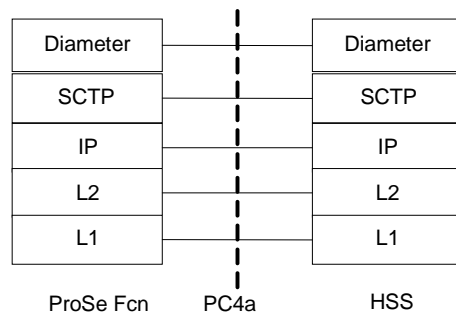 Diameter Diameter
SCTP SCTP
IP IP
L2 L2
L1 L1
ProSe Fcn PC4a HSS